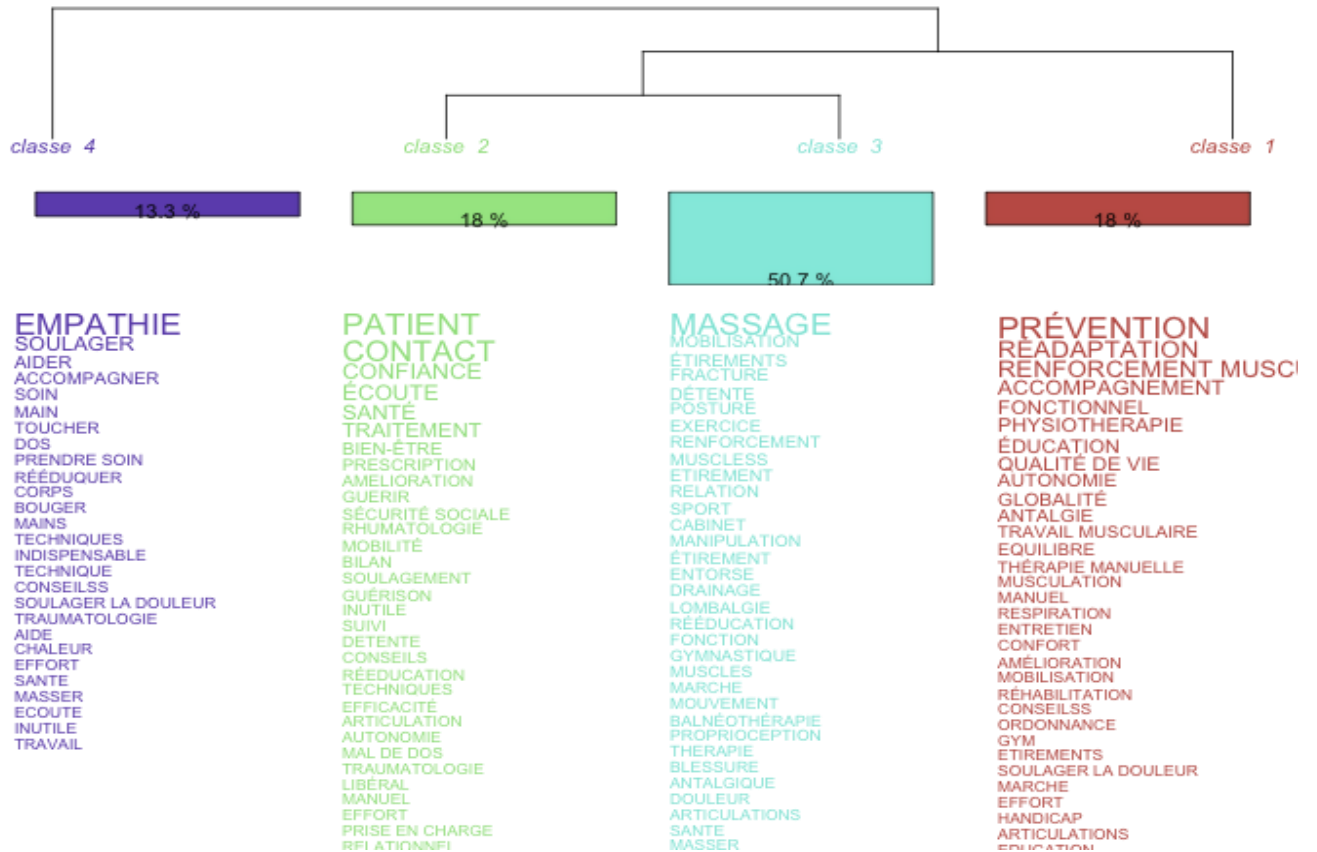 classe 4
classe 2
classe 3
classe 1
13.3 %
18 %
50.7 %
18 %
EMPATHIE
SOULAGER
AIDER
ACCOMPAGNER
SOIN
MAIN
TOUCHER
DOS
PRENDRE SOIN
RÉÉDUQUER
CORPS
BOUGER
MAINS
TECHNIQUES
INDISPENSABLE
TECHNIQUE
CONSEILSS
SOULAGER LA DOULEUR
TRAUMATOLOGIE
AIDE
CHALEUR
EFFORT
SANTE
MASSER
ECOUTE
INUTILE
TRAVAIL
PATIENT
CONTACT
CONFIANCE
ÉCOUTE
SANTÉ
TRAITEMENT
BIEN-ÊTRE
PRESCRIPTION
AMELIORATION
GUERIR
SÉCURITÉ SOCIALE
RHUMATOLOGIE
MOBILITÉ
BILAN
SOULAGEMENT
GUÉRISON
INUTILE
SUIVI
DETENTE
CONSEILS
RÉEDUCATION
TECHNIQUES
EFFICACITÉ
ARTICULATION
AUTONOMIE
MAL DE DOS
TRAUMATOLOGIE
LIBÉRAL
MANUEL
EFFORT
PRISE EN CHARGE
RELATIONNEL
MASSAGE
MOBILISATION
ÉTIREMENTS
FRACTURE
DÉTENTE
POSTURE
EXERCICE
RENFORCEMENT
MUSCLESS
ETIREMENT
RELATION
SPORT
CABINET
MANIPULATION
ÉTIREMENT
ENTORSE
DRAINAGE
LOMBALGIE
RÉÉDUCATION
FONCTION
GYMNASTIQUE
MUSCLES
MARCHE
MOUVEMENT
BALNÉOTHÉRAPIE
PROPRIOCEPTION
THERAPIE
BLESSURE
ANTALGIQUE
DOULEUR
ARTICULATIONS
SANTE
MASSER
PRÉVENTION
RÉADAPTATION
RENFORCEMENT MUSC
ACCOMPAGNEMENT
FONCTIONNEL
PHYSIOTHERAPIE
ÉDUCATION
QUALITÉ DE VIE
AUTONOMIE
GLOBALITÉ
ANTALGIE
TRAVAIL MUSCULAIRE
EQUILIBRE
THÉRAPIE MANUELLE
MUSCULATION
MANUEL
RESPIRATION
ENTRETIEN
CONFORT
AMÉLIORATION
MOBILISATION
RÉHABILITATION
CONSEILSS
ORDONNANCE
GYM
ETIREMENTS
SOULAGER LA DOULEUR
MARCHE
EFFORT
HANDICAP
ARTICULATIONS
EDUCATION